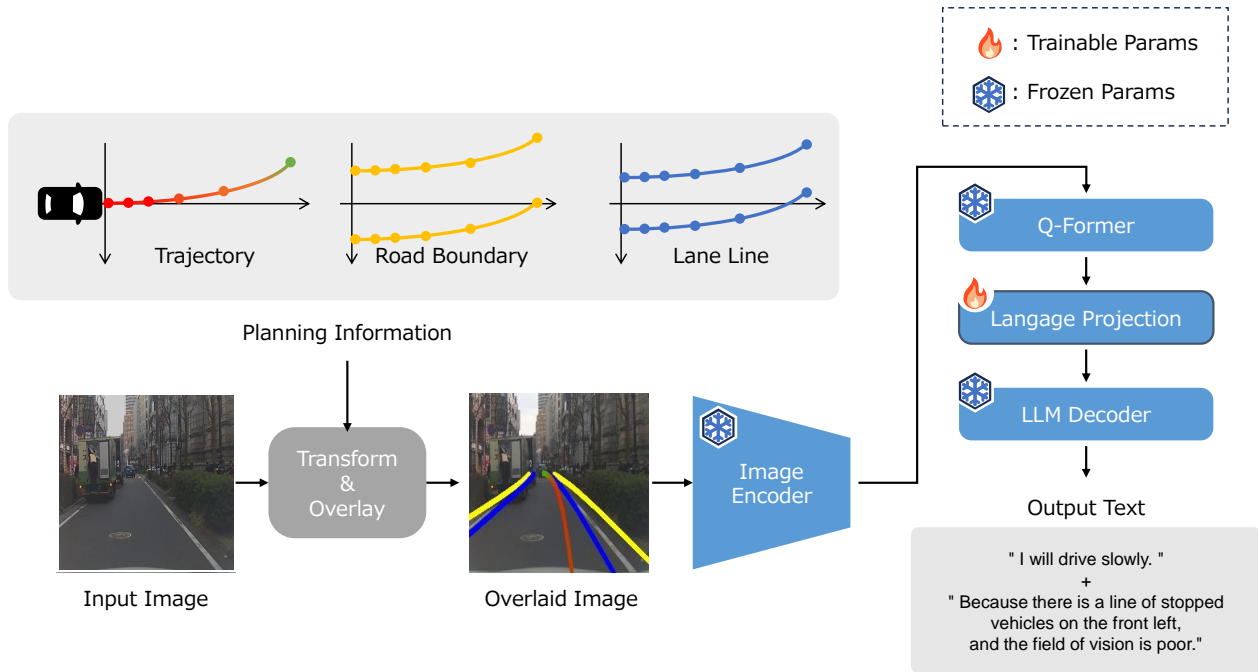 : Trainable Params
: Frozen Params
Trajectory
Road Boundary
Lane Line
Planning Information
Transform
&
Overlay
Input Image
Overlaid Image
Image
Encoder
Q-Former
Langage Projection
LLM Decoder
Output Text
" I will drive slowly. "
+
" Because there is a line of stopped
vehicles on the front left,
and the field of vision is poor."